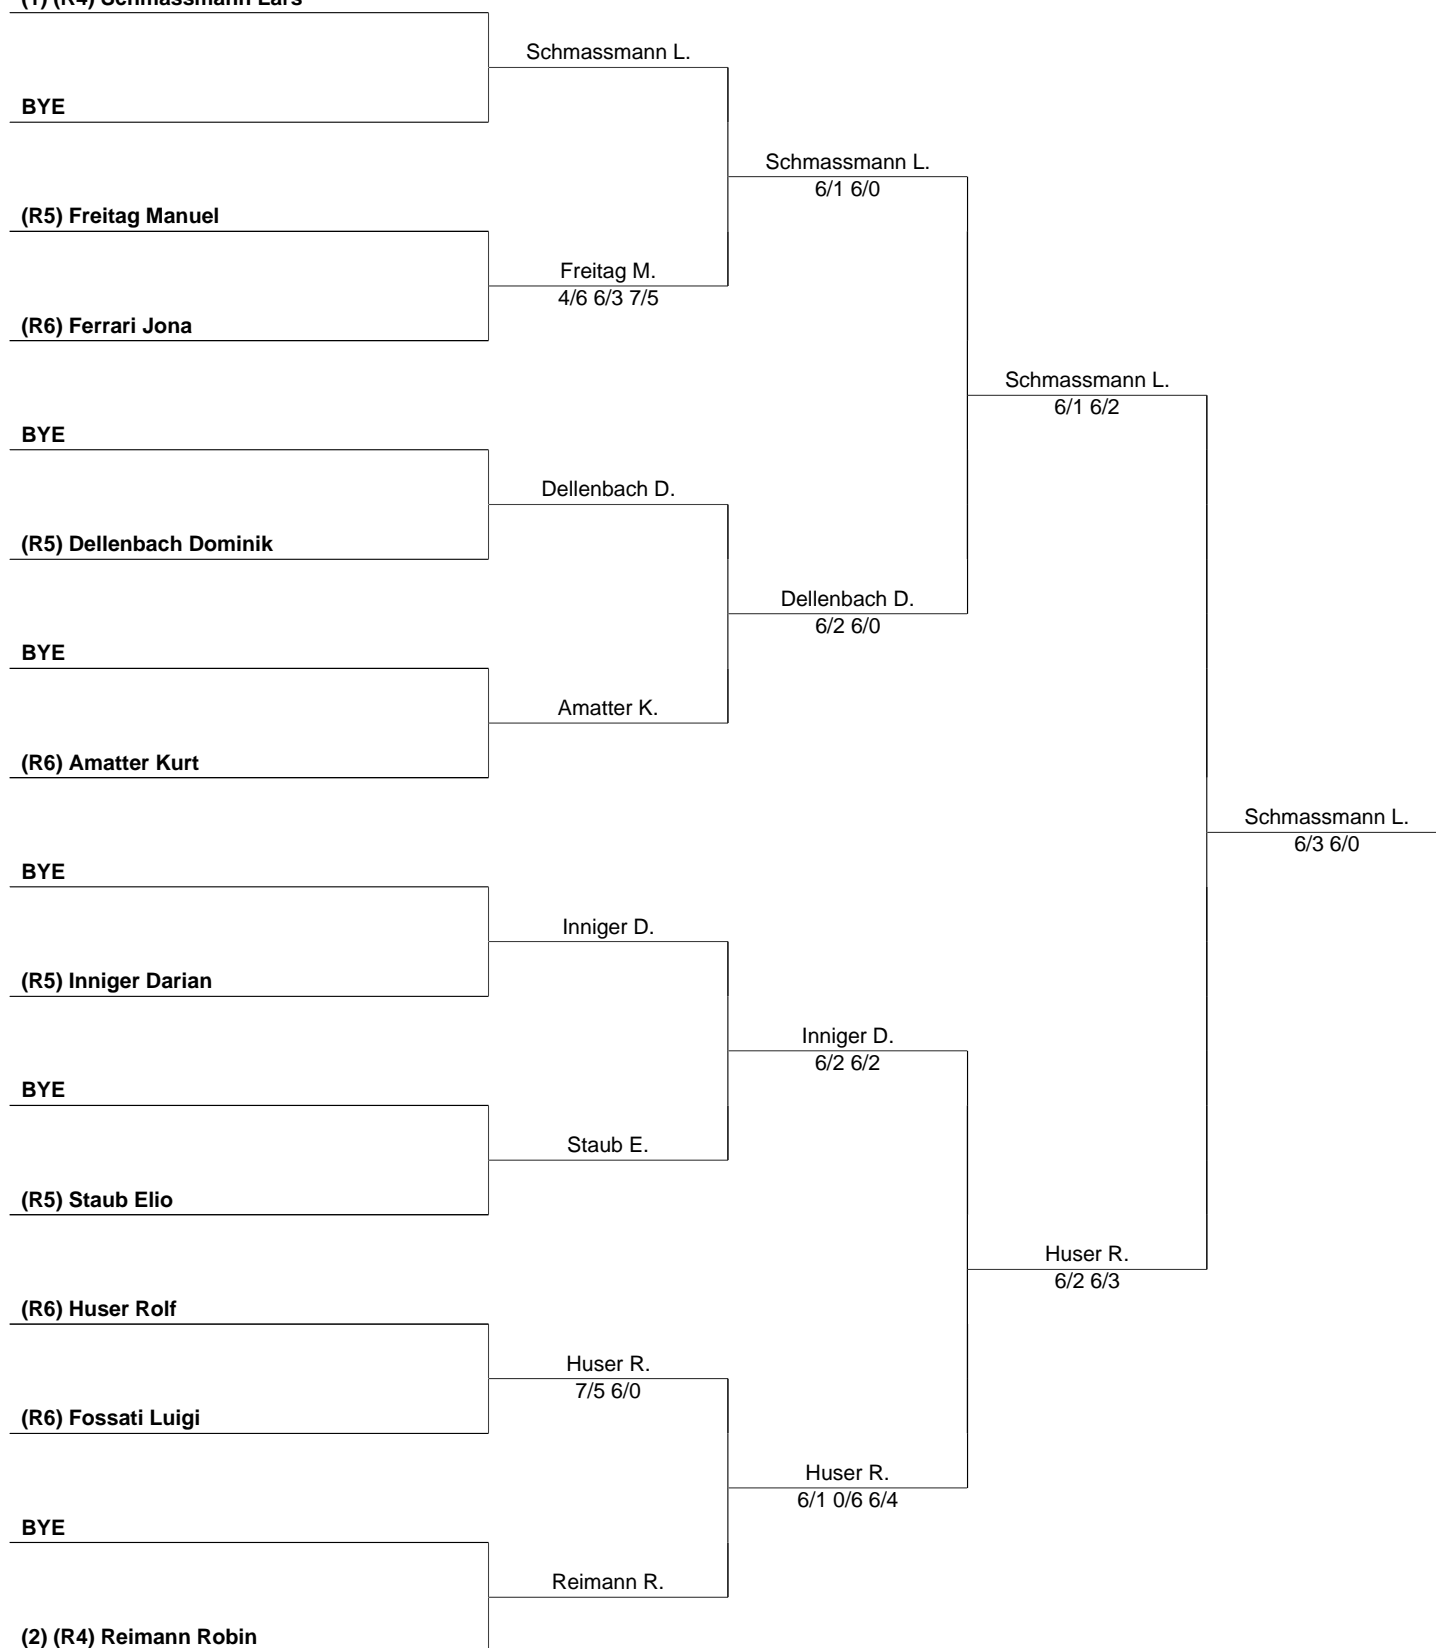 (1) (R4) Schmassmann Lars
Schmassmann L.
BYE
Schmassmann L.
6/1 6/0
(R5) Freitag Manuel
Freitag M.
4/6 6/3 7/5
(R6) Ferrari Jona
Schmassmann L.
6/1 6/2
BYE
Dellenbach D.
(R5) Dellenbach Dominik
Dellenbach D.
6/2 6/0
BYE
Amatter K.
(R6) Amatter Kurt
Schmassmann L.
6/3 6/0
BYE
Inniger D.
(R5) Inniger Darian
Inniger D.
6/2 6/2
BYE
Staub E.
(R5) Staub Elio
Huser R.
6/2 6/3
(R6) Huser Rolf
Huser R.
7/5 6/0
(R6) Fossati Luigi
Huser R.
6/1 0/6 6/4
BYE
Reimann R.
(2) (R4) Reimann Robin